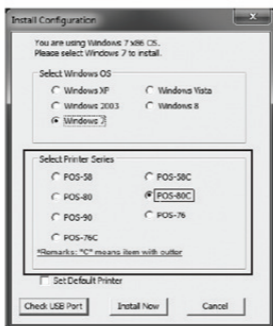 Install Configuration
You are using Windows 7 x86 OS.
Please select Windows 7 to install.
Select Windows OS
Windows XP Windows Vista
Windows 2003 Windows 8
Windows 7
Select Printer Series
POS-58 POS-58C
POS-80 POS-80C
POS-90 POS-76
POS-76C
*Remarks: "C" means item with cutter
Set Default Printer
Check USB Port Install Now Cancel